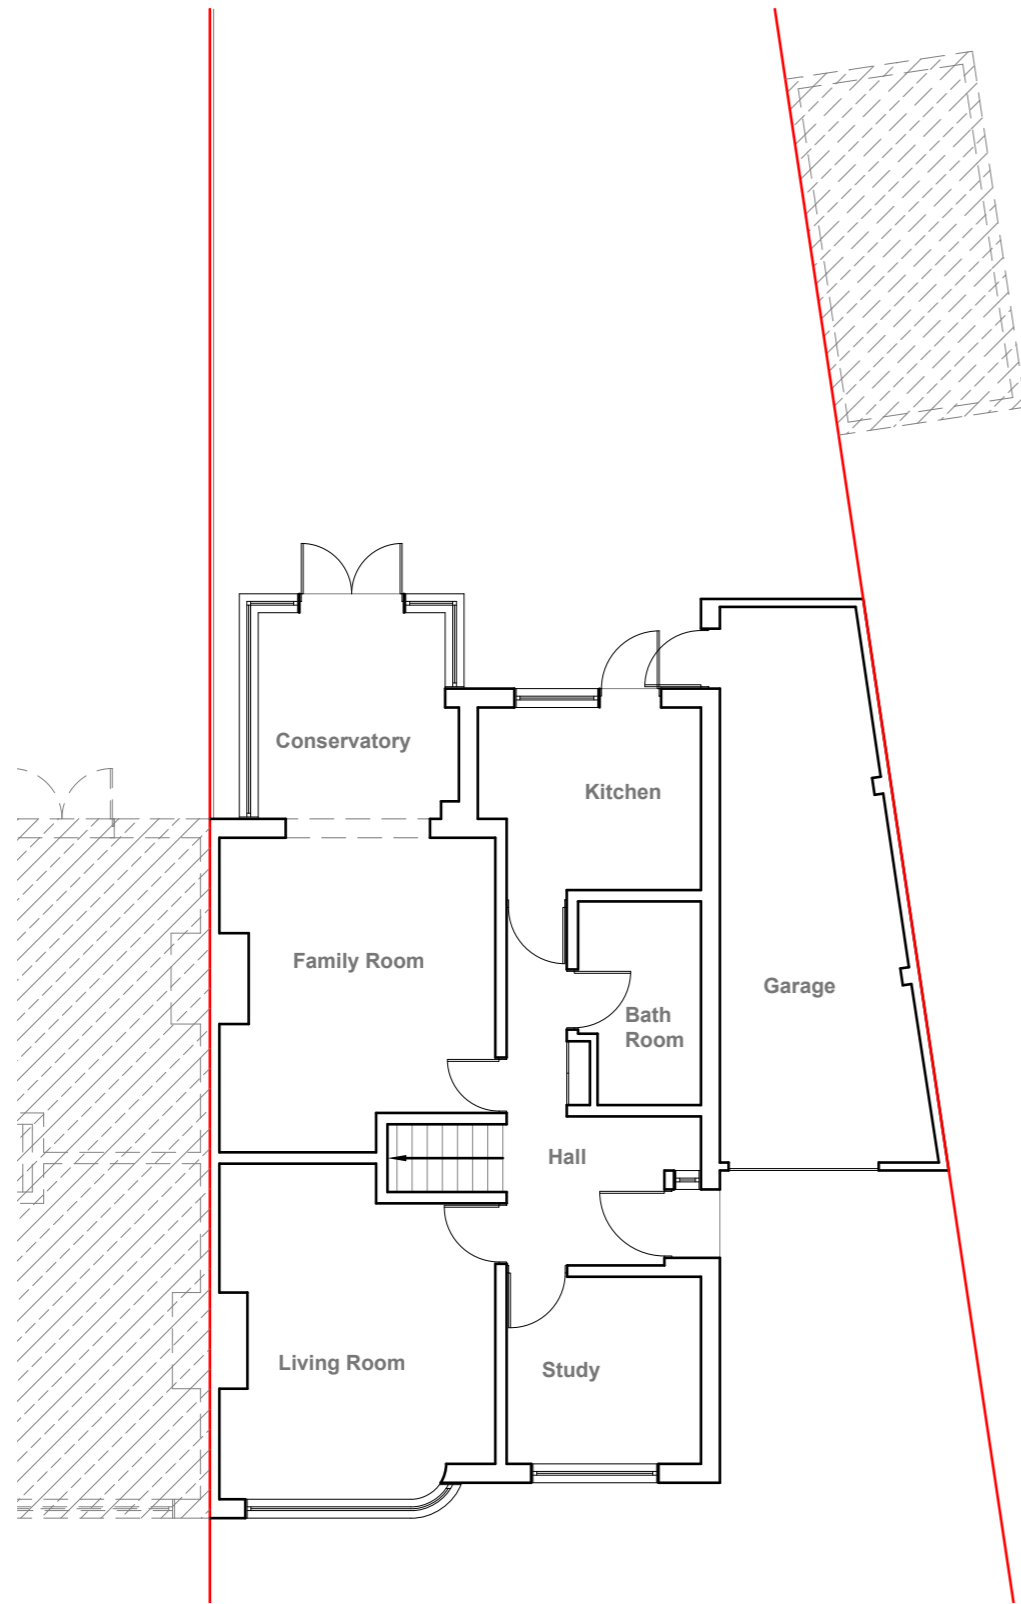 Conservatory
Kitchen
Family Room
Garage
Bath
Room
Hall
Living Room
Study